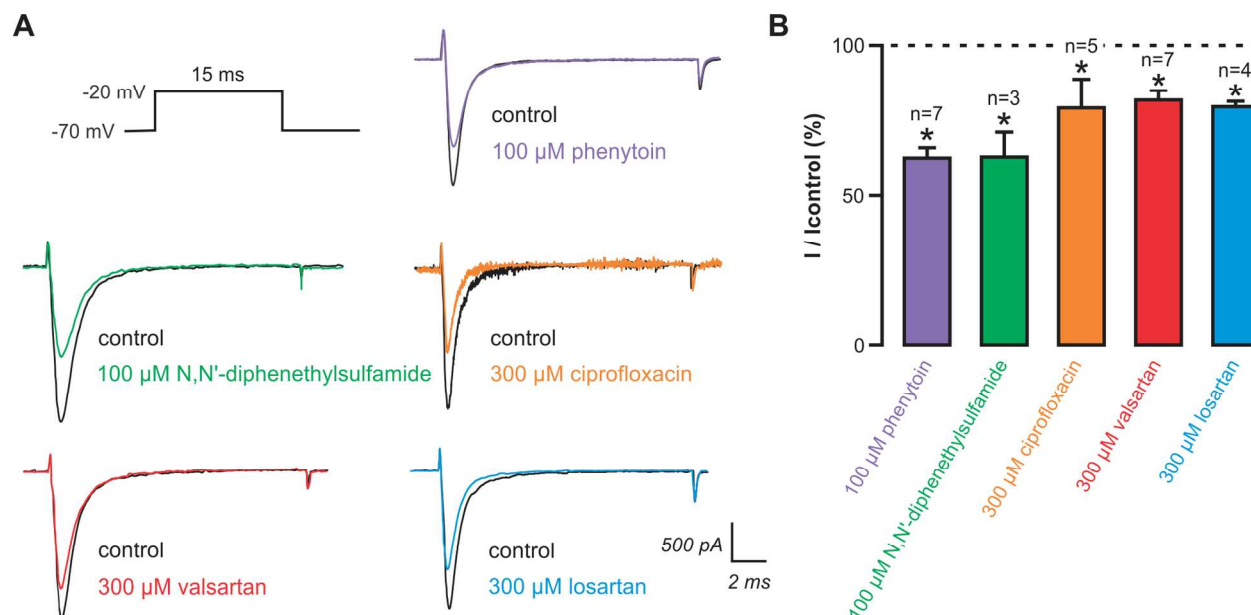 A
15 ms
-20 mV
-70 mV
control
100 µM phenytoin
control
100 µM N,N'-diphenethylsulfamide
control
300 µM ciprofloxacin
control
300 µM valsartan
control
300 µM losartan
500 pA
2 ms
B
I / Icontrol (%)
100
50
0
n=7
*
n=3
*
n=5
*
n=7
*
n=4
*
100 µM phenytoin
100 µM N,N'-diphenethylsulfamide
300 µM ciprofloxacin
300 µM valsartan
300 µM losartan